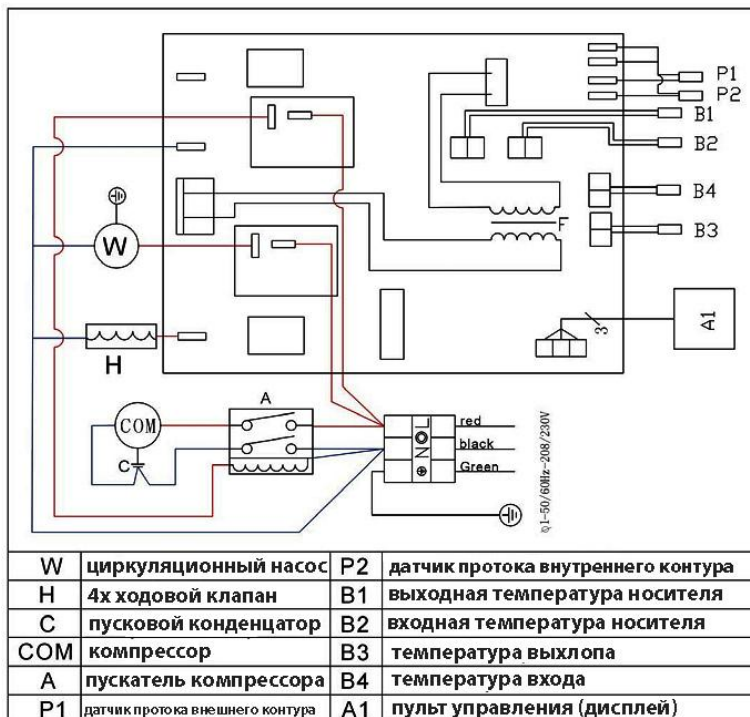 P1
P2
B1
B2
B4
B3
F
W
3
A1
H
A
COM
C
L
N
red
black
Green
Q1-50/60Hz-208/230V
W циркуляционный насос P2 датчик протока внутреннего контура
H 4х ходовой клапан B1 выходная температура носителя
C пусковой конденцатор B2 входная температура носителя
COM компрессор B3 температура выхлопа
A пускатель компрессора B4 температура входа
P1 датчик протока внешнего контура A1 пульт управления (дисплей)